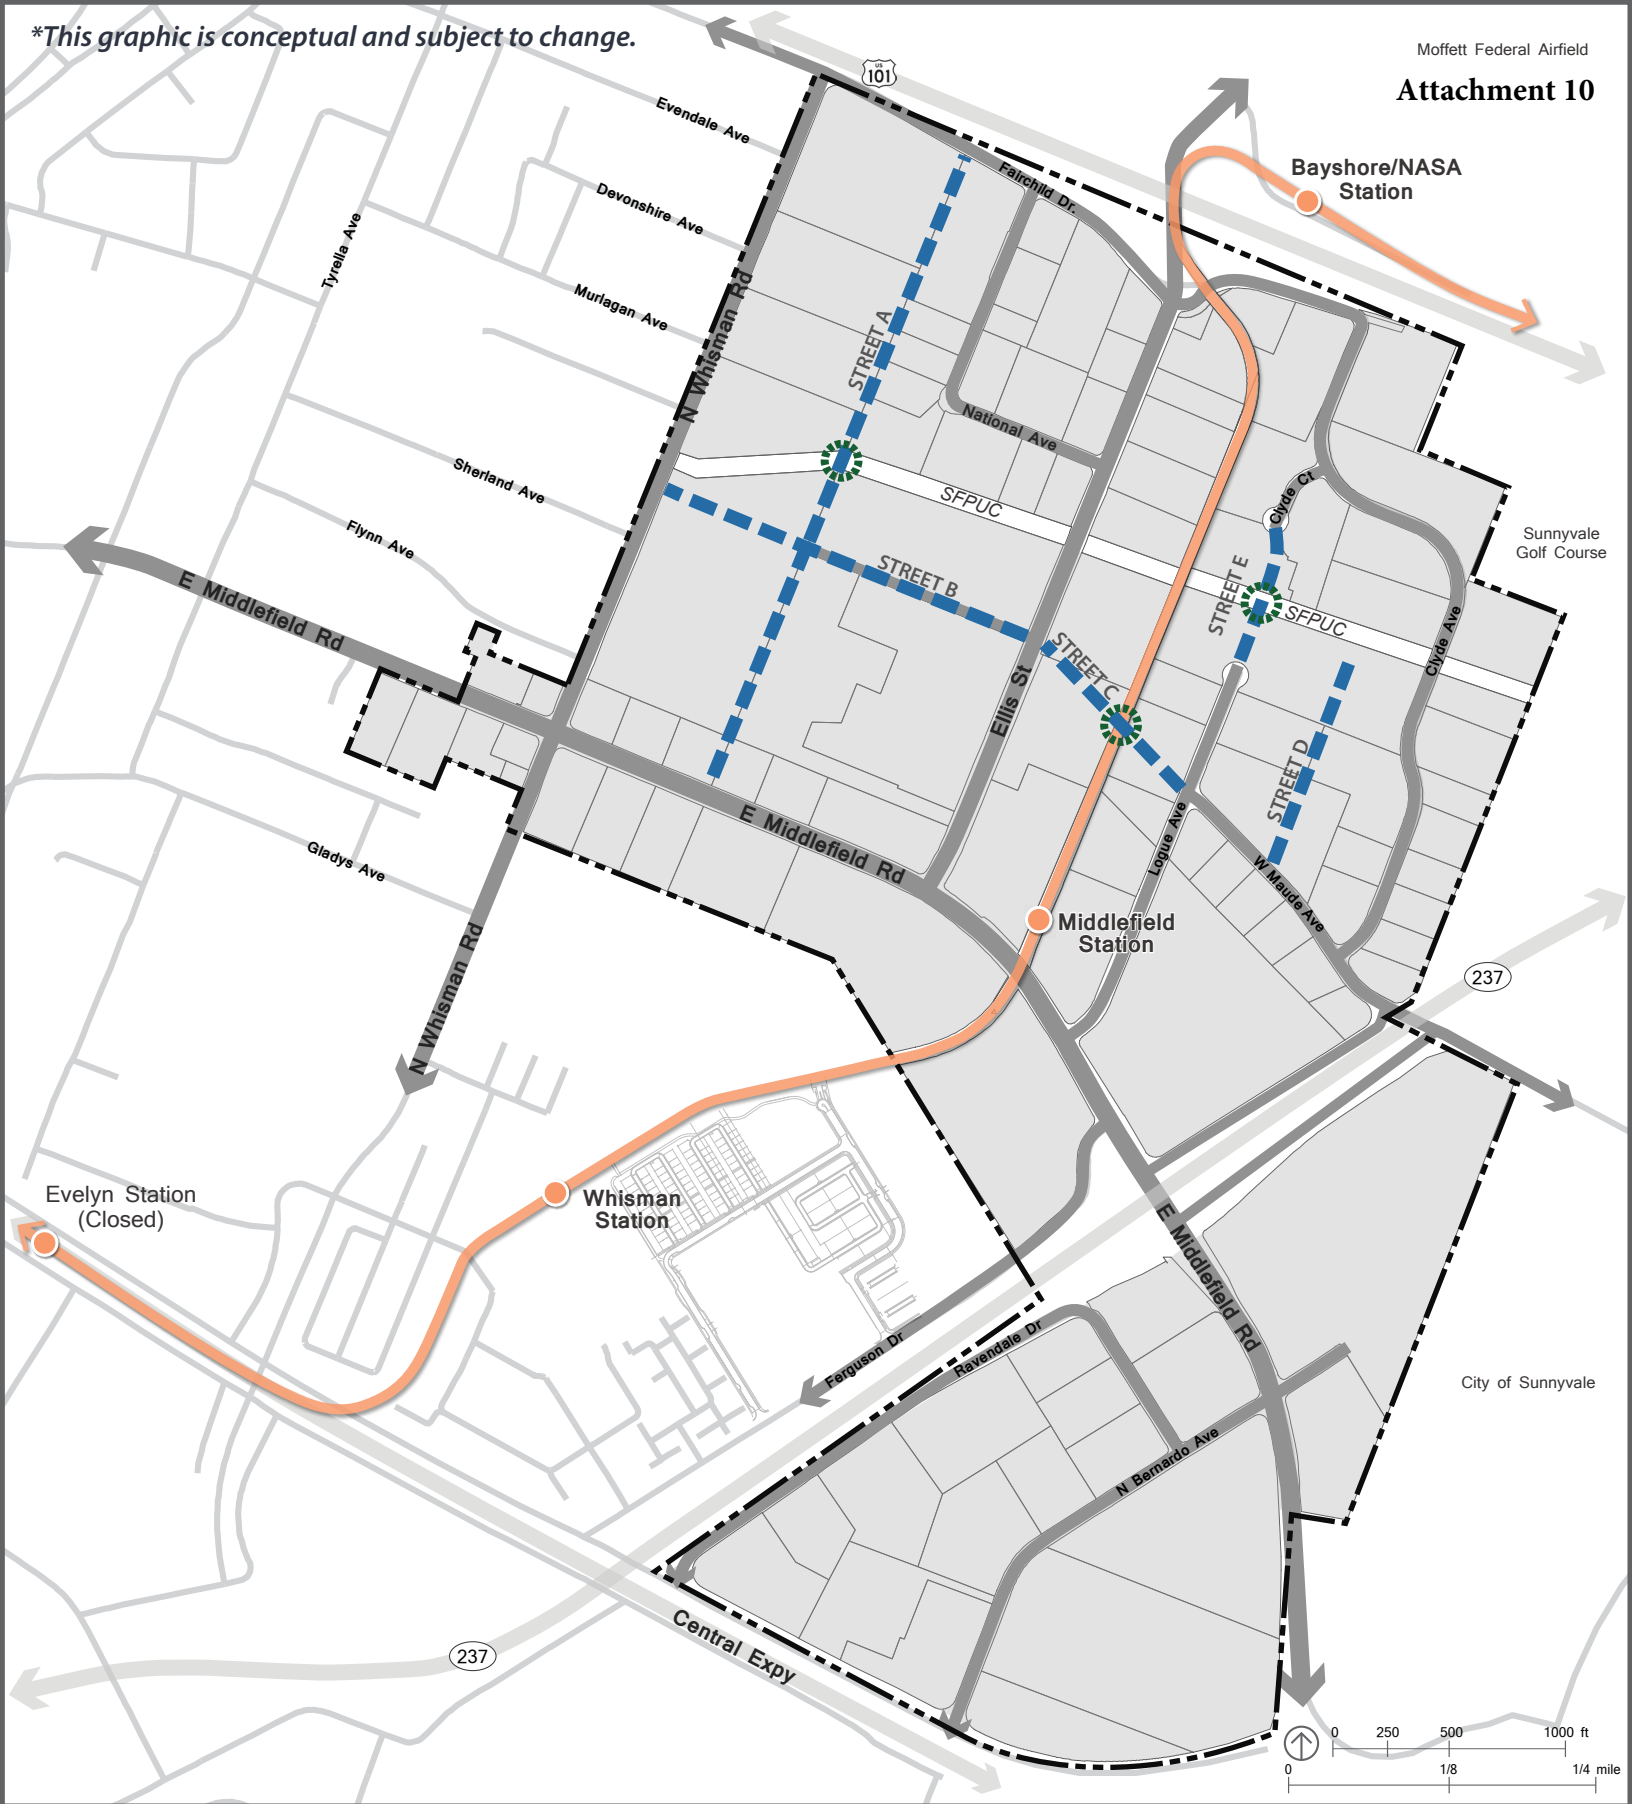 *This graphic is conceptual and subject to change.
Moffett Federal Airfield
Attachment 10
US
101
Evendale Ave
Bayshore/NASA
Station
Fairchild Dr.
Devonshire Ave
Tyrella Ave
Murlagan Ave
N Whisman Rd
STREET A
National Ave
Sherland Ave
SFPUC
Clyde Ct
Flynn Ave
Sunnyvale
Golf Course
E Middlefield Rd
STREET B
STREET E
SFPUC
Clyde Ave
STREET C
Ellis St
STREET D
E Middlefield Rd
Logue Ave
Gladys Ave
W Maude Ave
Middlefield
Station
N Whisman Rd
237
Evelyn Station
(Closed)
Whisman
Station
E Middlefield Rd
Ravendale Dr
Ferguson Dr
City of Sunnyvale
N Bernardo Ave
Central Expy
237
0 250 500 1000 ft
0 1/8 1/4 mile